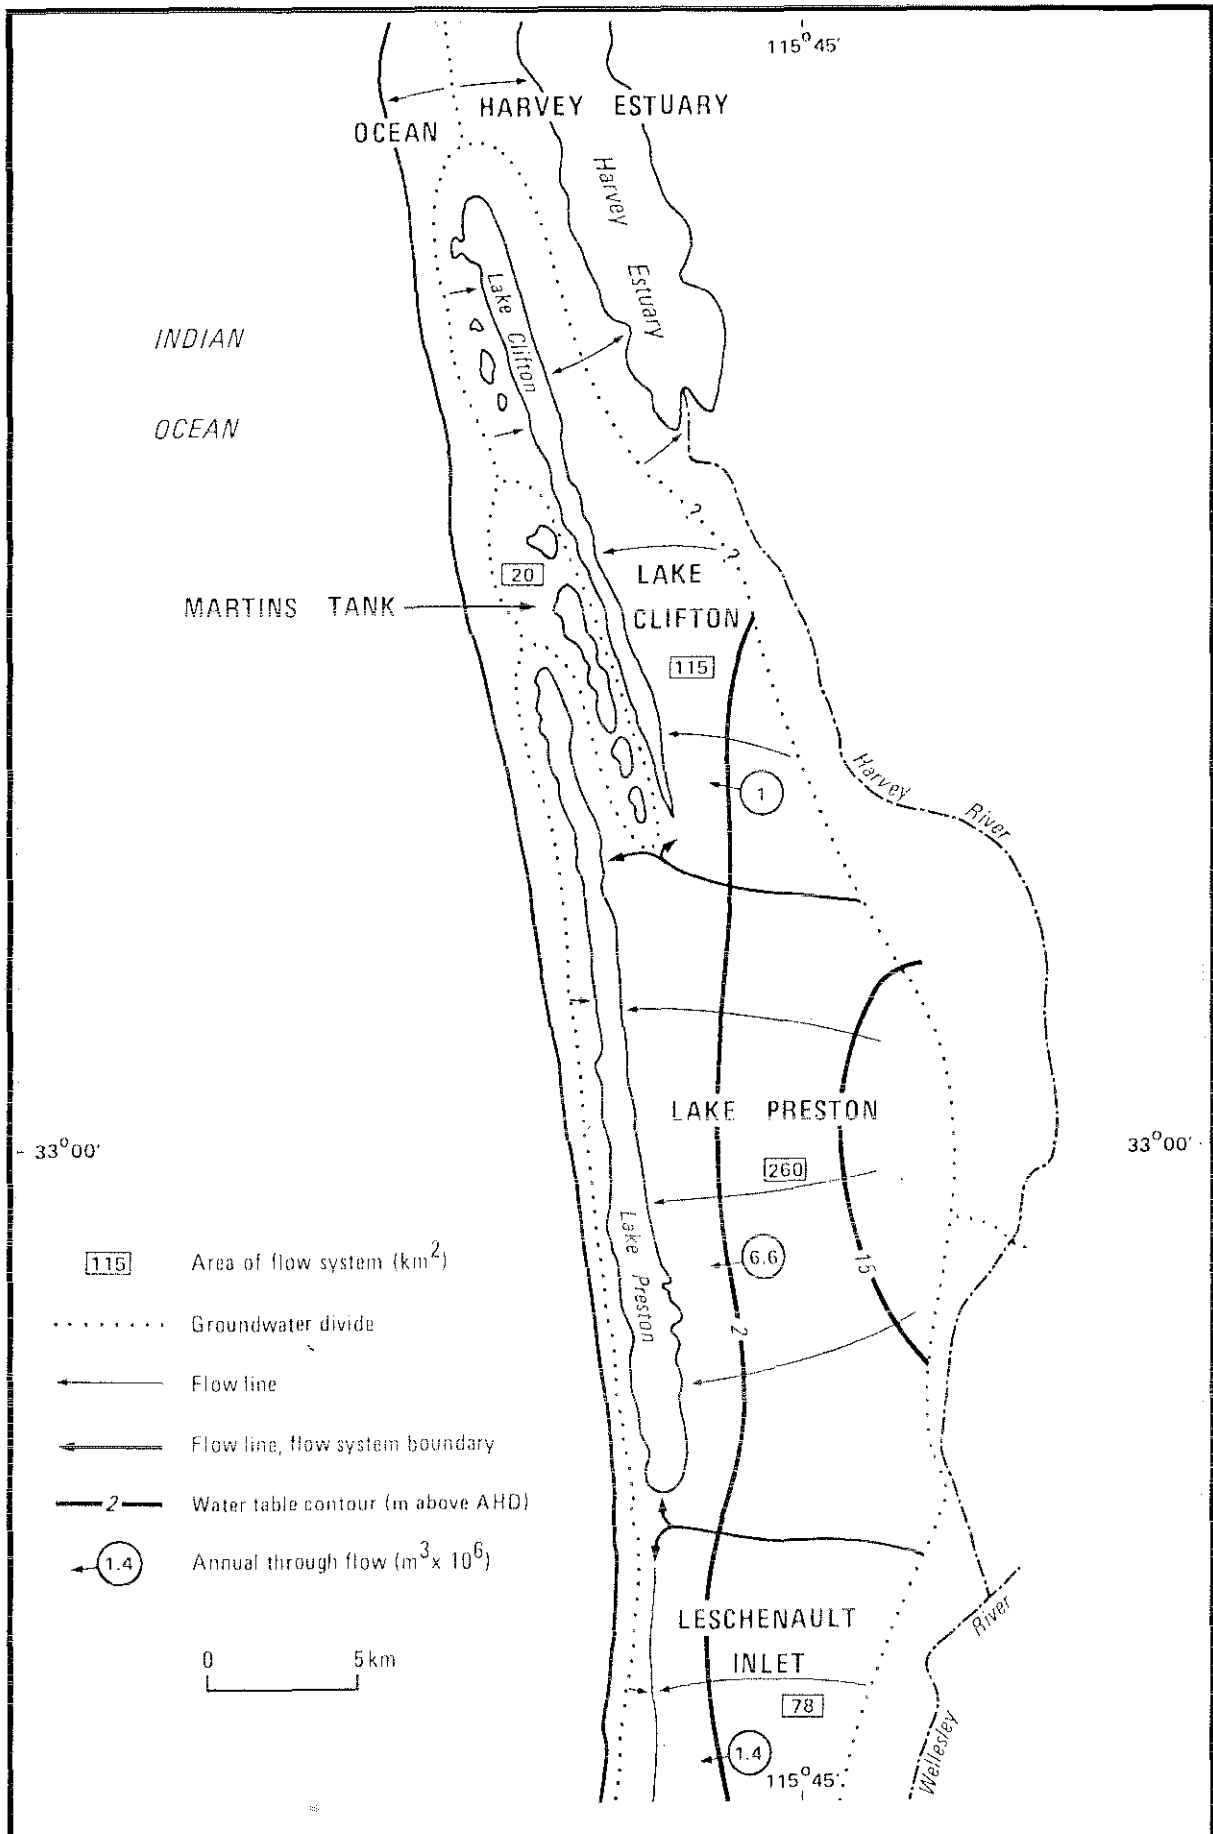 115°45'
HARVEY ESTUARY
OCEAN
Harvey
Estuary
Lake Clifton
INDIAN
OCEAN
?
?
20
LAKE
CLIFTON
MARTINS TANK
115
1
Harvey River
LAKE PRESTON
33°00'
33°00'
260
Lake Preston
6.6
15
2
115 Area of flow system (km²)
Groundwater divide
Flow line
Flow line, flow system boundary
2 Water table contour (m above AHD)
1.4 Annual through flow (m³ x 10⁶)
0 5 km
LESCHENAULT
INLET
78
1.4
115°45'
Wellesley River